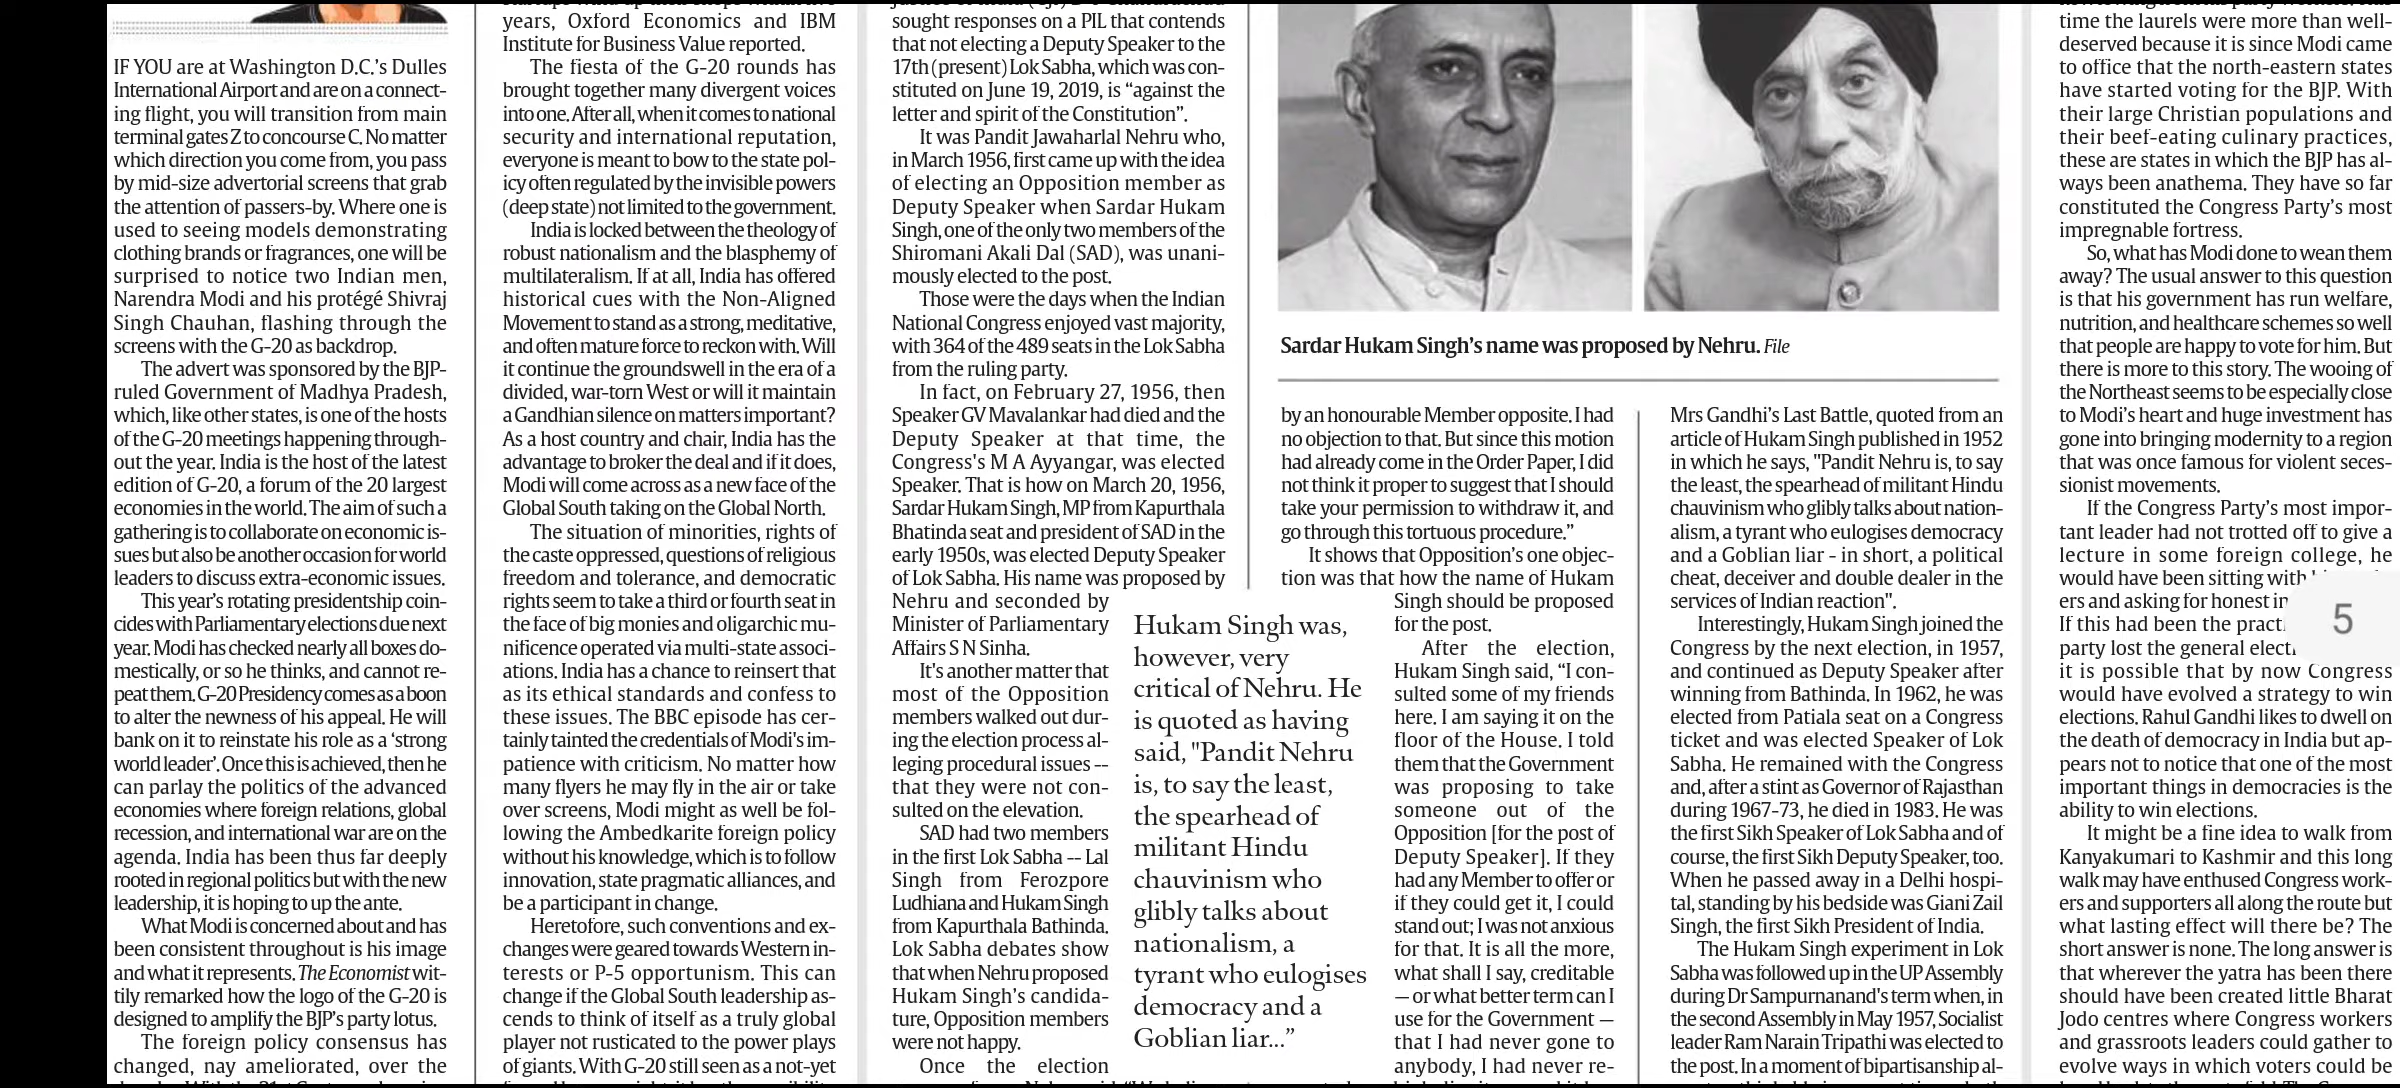 IF YOU are at Washington D.C.'s Dulles
International Airport and are on a connect-
ing flight, you will transition from main
terminal gates Z to concourse C. No matter
which direction you come from, you pass
by mid-size advertorial screens that grab
the attention of passers-by. Where one is
used to seeing models demonstrating
clothing brands or fragrances, one will be
surprised to notice two Indian men,
Narendra Modi and his protégé Shivraj
Singh Chauhan, flashing through the
screens with the G-20 as backdrop.
The advert was sponsored by the BJP-
ruled Government of Madhya Pradesh,
which, like other states, is one of the hosts
of the G-20 meetings happening through-
out the year. India is the host of the latest
edition of G-20, a forum of the 20 largest
economies in the world. The aim of such a
gathering is to collaborate on economic is-
sues but also be another occasion for world
leaders to discuss extra-economic issues.
This year's rotating presidentship coin-
cides with Parliamentary elections due next
year. Modi has checked nearly all boxes do-
mestically, or so he thinks, and cannot re-
peat them. G-20 Presidency comes as a boon
to alter the newness of his appeal. He will
bank on it to reinstate his role as a ‘strong
world leader’. Once this is achieved, then he
can parlay the politics of the advanced
economies where foreign relations, global
recession, and international war are on the
agenda. India has been thus far deeply
rooted in regional politics but with the new
leadership, it is hoping to up the ante.
What Modi is concerned about and has
been consistent throughout is his image
and what it represents. The Economist wit-
tily remarked how the logo of the G-20 is
designed to amplify the BJP's party lotus.
The foreign policy consensus has
changed, nay ameliorated, over the
years, Oxford Economics and IBM
Institute for Business Value reported.
The fiesta of the G-20 rounds has
brought together many divergent voices
into one. After all, when it comes to national
security and international reputation,
everyone is meant to bow to the state pol-
icy often regulated by the invisible powers
(deep state) not limited to the government.
India is locked between the theology of
robust nationalism and the blasphemy of
multilateralism. If at all, India has offered
historical cues with the Non-Aligned
Movement to stand as a strong, meditative,
and often mature force to reckon with. Will
it continue the groundswell in the era of a
divided, war-torn West or will it maintain
a Gandhian silence on matters important?
As a host country and chair, India has the
advantage to broker the deal and if it does,
Modi will come across as a new face of the
Global South taking on the Global North.
The situation of minorities, rights of
the caste oppressed, questions of religious
freedom and tolerance, and democratic
rights seem to take a third or fourth seat in
the face of big monies and oligarchic mu-
nificence operated via multi-state associ-
ations. India has a chance to reinsert that
as its ethical standards and confess to
these issues. The BBC episode has cer-
tainly tainted the credentials of Modi's im-
patience with criticism. No matter how
many flyers he may fly in the air or take
over screens, Modi might as well be fol-
lowing the Ambedkarite foreign policy
without his knowledge, which is to follow
innovation, state pragmatic alliances, and
be a participant in change.
Heretofore, such conventions and ex-
changes were geared towards Western in-
terests or P-5 opportunism. This can
change if the Global South leadership as-
cends to think of itself as a truly global
player not rusticated to the power plays
of giants. With G-20 still seen as a not-yet
sought responses on a PIL that contends
that not electing a Deputy Speaker to the
17th (present) Lok Sabha, which was con-
stituted on June 19, 2019, is “against the
letter and spirit of the Constitution”.
It was Pandit Jawaharlal Nehru who,
in March 1956, first came up with the idea
of electing an Opposition member as
Deputy Speaker when Sardar Hukam
Singh, one of the only two members of the
Shiromani Akali Dal (SAD), was unani-
mously elected to the post.
Those were the days when the Indian
National Congress enjoyed vast majority,
with 364 of the 489 seats in the Lok Sabha
from the ruling party.
In fact, on February 27, 1956, then
Speaker GV Mavalankar had died and the
Deputy Speaker at that time, the
Congress's M A Ayyangar, was elected
Speaker. That is how on March 20, 1956,
Sardar Hukam Singh, MP from Kapurthala
Bhatinda seat and president of SAD in the
early 1950s, was elected Deputy Speaker
of Lok Sabha. His name was proposed by
Nehru and seconded by
Minister of Parliamentary
Affairs S N Sinha.
It's another matter that
most of the Opposition
members walked out dur-
ing the election process al-
leging procedural issues --
that they were not con-
sulted on the elevation.
SAD had two members
in the first Lok Sabha -- Lal
Singh from Ferozpore
Ludhiana and Hukam Singh
from Kapurthala Bathinda.
Lok Sabha debates show
that when Nehru proposed
Hukam Singh's candida-
ture, Opposition members
were not happy.
Once the election
Hukam Singh was,
however, very
critical of Nehru. He
is quoted as having
said, "Pandit Nehru
is, to say the least,
the spearhead of
militant Hindu
chauvinism who
glibly talks about
nationalism, a
tyrant who eulogises
democracy and a
Goblian liar...”
Sardar Hukam Singh's name was proposed by Nehru. File
by an honourable Member opposite. I had
no objection to that. But since this motion
had already come in the Order Paper, I did
not think it proper to suggest that I should
take your permission to withdraw it, and
go through this tortuous procedure.”
It shows that Opposition's one objec-
tion was that how the name of Hukam
Singh should be proposed
for the post.
After the election,
Hukam Singh said, “I con-
sulted some of my friends
here. I am saying it on the
floor of the House. I told
them that the Government
was proposing to take
someone out of the
Opposition [for the post of
Deputy Speaker]. If they
had any Member to offer or
if they could get it, I could
stand out; I was not anxious
for that. It is all the more,
what shall I say, creditable
— or what better term can I
use for the Government —
that I had never gone to
anybody, I had never re-
Mrs Gandhi's Last Battle, quoted from an
article of Hukam Singh published in 1952
in which he says, "Pandit Nehru is, to say
the least, the spearhead of militant Hindu
chauvinism who glibly talks about nation-
alism, a tyrant who eulogises democracy
and a Goblian liar - in short, a political
cheat, deceiver and double dealer in the
services of Indian reaction".
Interestingly, Hukam Singh joined the
Congress by the next election, in 1957,
and continued as Deputy Speaker after
winning from Bathinda. In 1962, he was
elected from Patiala seat on a Congress
ticket and was elected Speaker of Lok
Sabha. He remained with the Congress
and, after a stint as Governor of Rajasthan
during 1967-73, he died in 1983. He was
the first Sikh Speaker of Lok Sabha and of
course, the first Sikh Deputy Speaker, too.
When he passed away in a Delhi hospi-
tal, standing by his bedside was Giani Zail
Singh, the first Sikh President of India.
The Hukam Singh experiment in Lok
Sabha was followed up in the UP Assembly
during Dr Sampurnanand's term when, in
the second Assembly in May 1957, Socialist
leader Ram Narain Tripathi was elected to
the post. In a moment of bipartisanship al-
time the laurels were more than well-
deserved because it is since Modi came
to office that the north-eastern states
have started voting for the BJP. With
their large Christian populations and
their beef-eating culinary practices,
these are states in which the BJP has al-
ways been anathema. They have so far
constituted the Congress Party's most
impregnable fortress.
So, what has Modi done to wean them
away? The usual answer to this question
is that his government has run welfare,
nutrition, and healthcare schemes so well
that people are happy to vote for him. But
there is more to this story. The wooing of
the Northeast seems to be especially close
to Modi's heart and huge investment has
gone into bringing modernity to a region
that was once famous for violent seces-
sionist movements.
If the Congress Party's most impor-
tant leader had not trotted off to give a
lecture in some foreign college, he
would have been sitting with
ers and asking for honest in
If this had been the
party lost the general
it is possible that by now Congress
would have evolved a strategy to win
elections. Rahul Gandhi likes to dwell on
the death of democracy in India but ap-
pears not to notice that one of the most
important things in democracies is the
ability to win elections.
It might be a fine idea to walk from
Kanyakumari to Kashmir and this long
walk may have enthused Congress work-
ers and supporters all along the route but
what lasting effect will there be? The
short answer is none. The long answer is
that wherever the yatra has been there
should have been created little Bharat
Jodo centres where Congress workers
and grassroots leaders could gather to
evolve ways in which voters could be
5